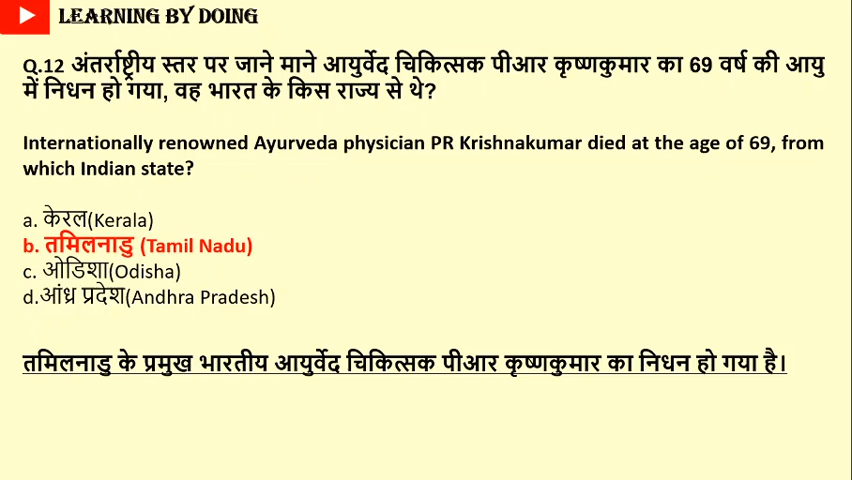 LEARNING BY DOING
Q.12 अंतर्राष्ट्रीय स्तर पर जाने माने आयुर्वेद चिकित्सक पीआर कृष्णकुमार का 69 वर्ष की आयु
में निधन हो गया, वह भारत के किस राज्य से थे?
Internationally renowned Ayurveda physician PR Krishnakumar died at the age of 69, from
which Indian state?
a. केरल(Kerala)
b. तमिलनाडु (Tamil Nadu)
c. ओडिशा(Odisha)
d.आंध्र प्रदेश(Andhra Pradesh)
तमिलनाडु के प्रमुख भारतीय आयुर्वेद चिकित्सक पीआर कृष्णकुमार का निधन हो गया है।